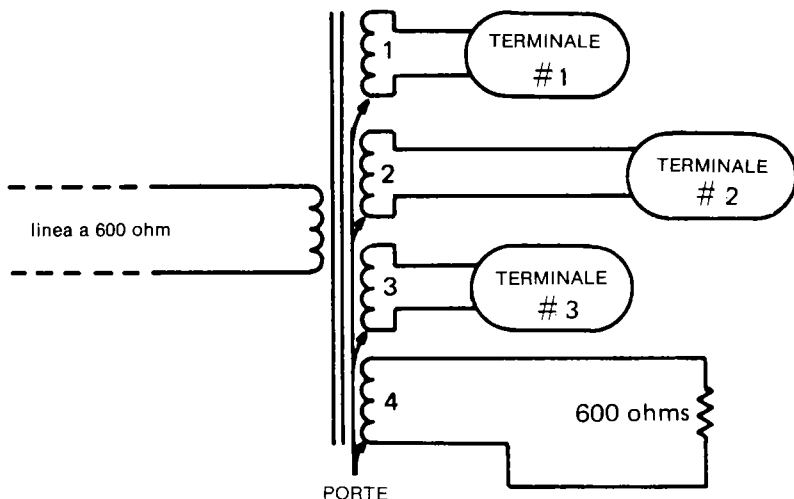 1
TERMINALE
# 1
2
TERMINALE
# 2
linea a 600 ohm
3
TERMINALE
# 3
4
600 ohms
PORTE